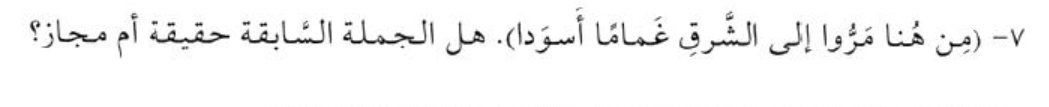 ٧- (مِن هُنا مَرُّوا إلى الشَّرقِ غَمامًا أَسوَدا). هل الجملة السَّابقة حقيقة أم مجاز؟